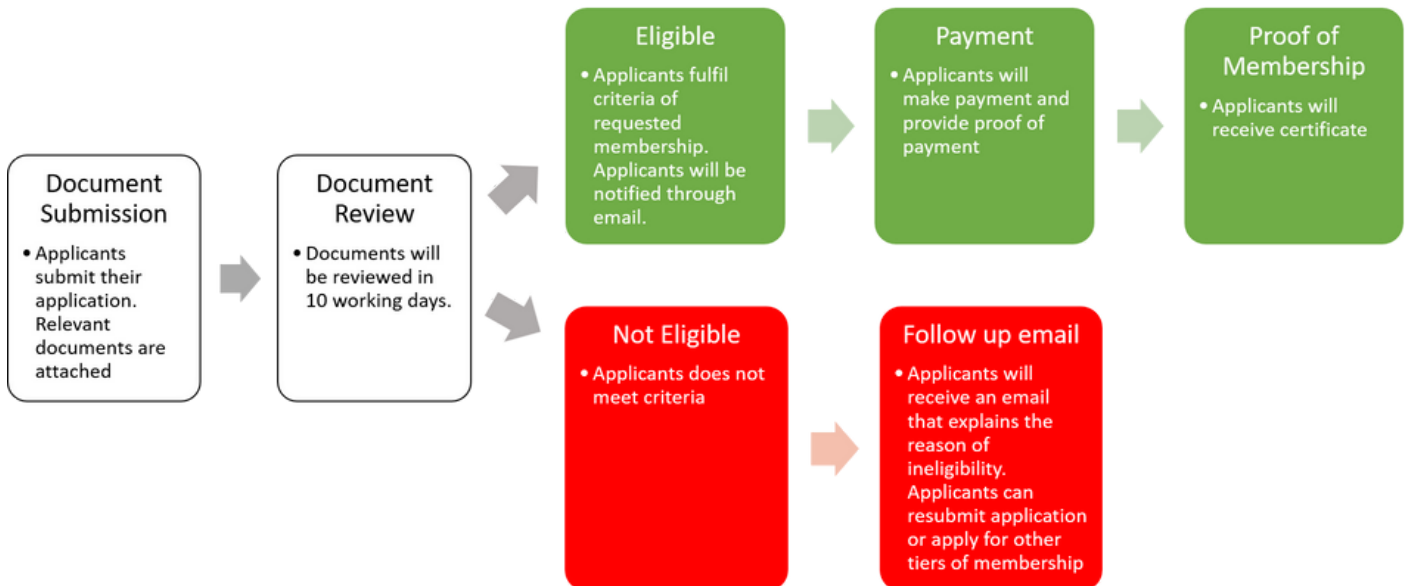 Document
Submission
• Applicants
submit their
application.
Relevant
documents are
attached
Document
Review
• Documents will
be reviewed in
10 working days.
Eligible
• Applicants fulfil
criteria of
requested
membership.
Applicants will be
notified through
email.
Payment
• Applicants will
make payment and
provide proof of
payment
Proof of
Membership
• Applicants will
receive certificate
Not Eligible
• Applicants does not
meet criteria
Follow up email
• Applicants will
receive an email
that explains the
reason of
ineligibility.
Applicants can
resubmit application
or apply for other
tiers of membership